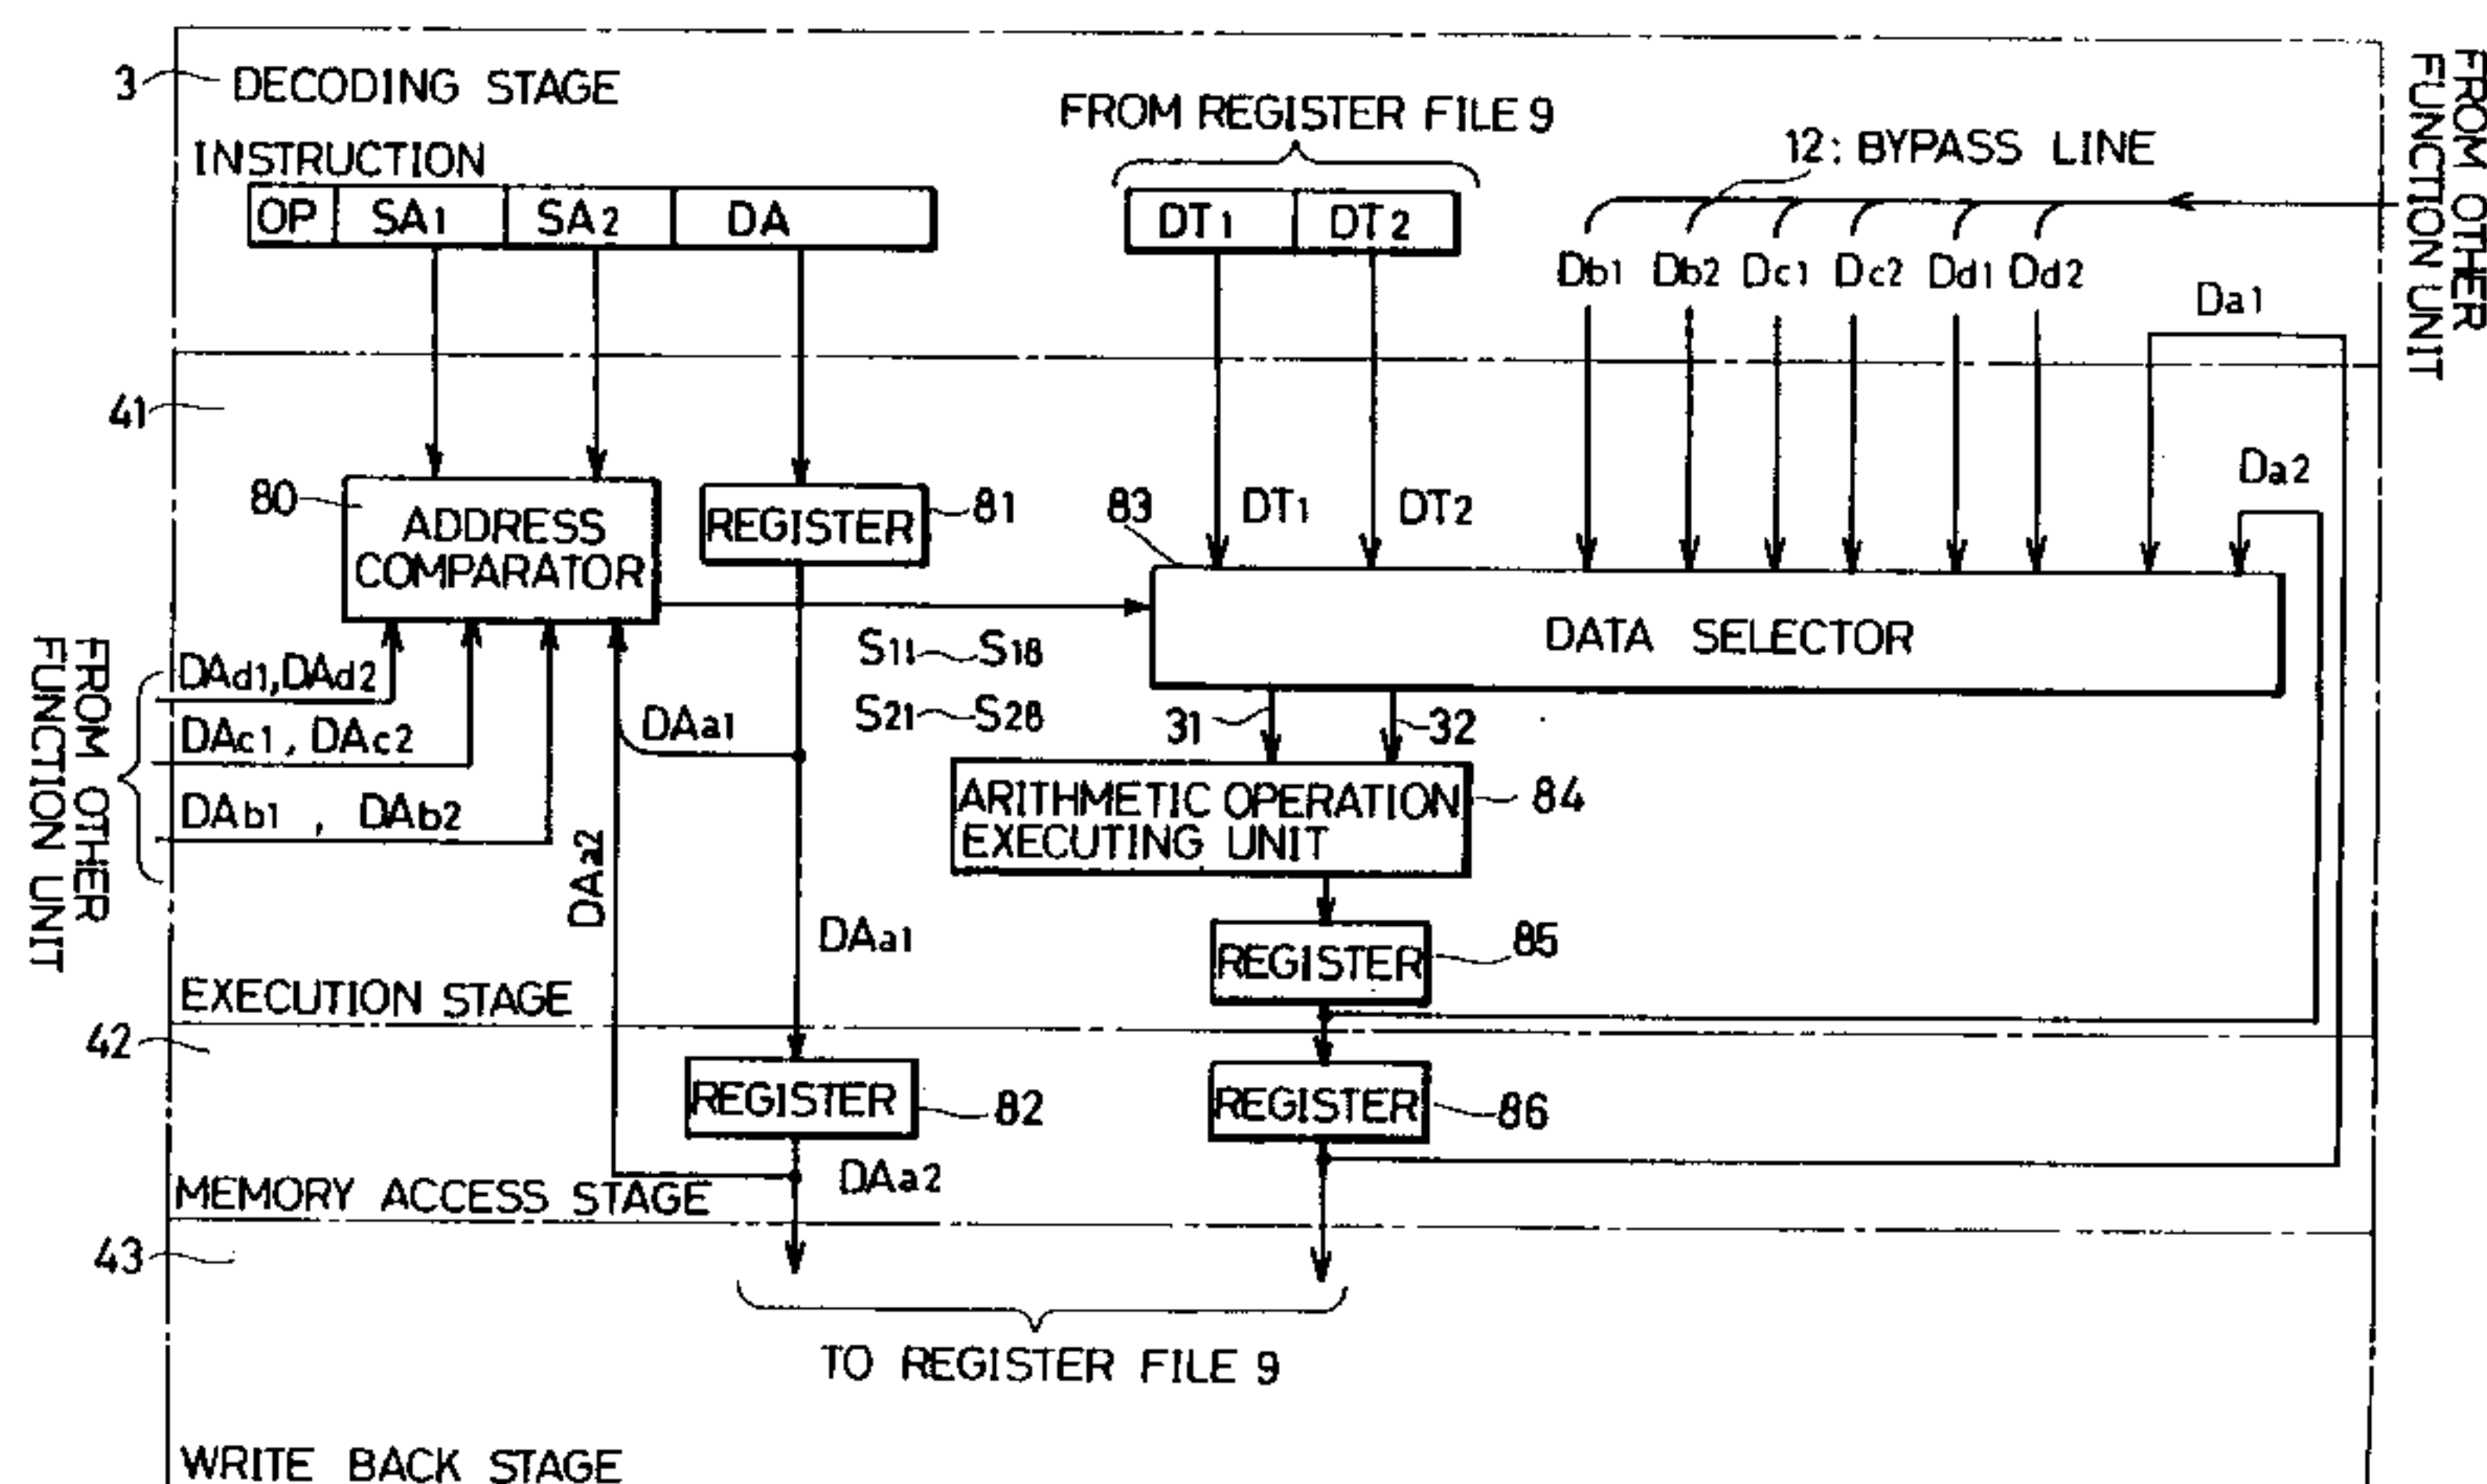 3
DECODING STAGE
INSTRUCTION
OP SA1 SA2 DA
FROM REGISTER FILE 9
DT1 DT2
12: BYPASS LINE
FROM OTHER
FUNCTION UNIT
Db1 Db2 Dc1 Dc2 Dd1 Dd2
Da1
Da2
41
80
ADDRESS
COMPARATOR
REGISTER
81
83
DT1
DT2
DATA SELECTOR
S11~S18
S21~S28
FROM OTHER
FUNCTION UNIT
DAd1,DAd2
DAc1, DAc2
DAb1 , DAb2
DAa1
DAa2
31
32
ARITHMETIC OPERATION
EXECUTING UNIT
84
DAa1
REGISTER
85
EXECUTION STAGE
42
REGISTER
82
REGISTER
86
DAa2
MEMORY ACCESS STAGE
43
TO REGISTER FILE 9
WRITE BACK STAGE